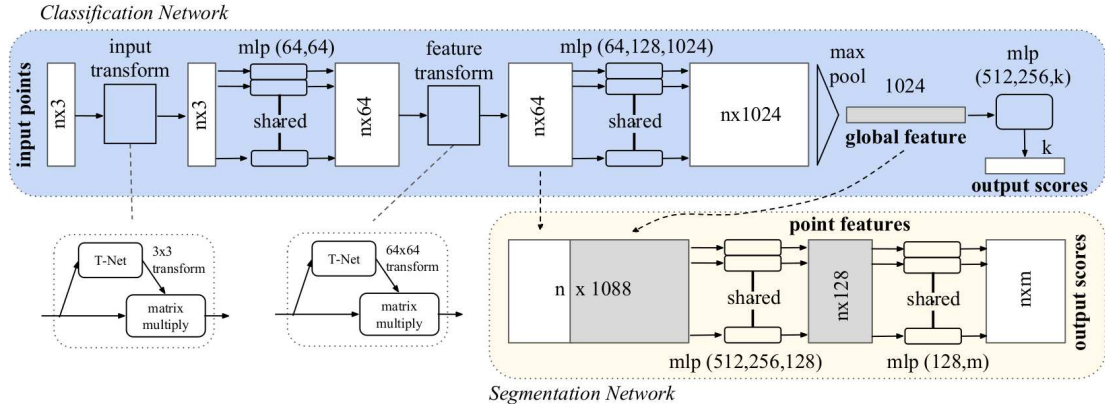 Classification Network
input points
nx3
input
transform
nx3
mlp (64,64)
shared
nx64
feature
transform
nx64
mlp (64,128,1024)
shared
nx1024
max
pool
1024
global feature
mlp
(512,256,k)
k
output scores
T-Net
3x3
transform
matrix
multiply
T-Net
64x64
transform
matrix
multiply
point features
n x 1088
shared
mlp (512,256,128)
nx128
shared
mlp (128,m)
nxm
output scores
Segmentation Network